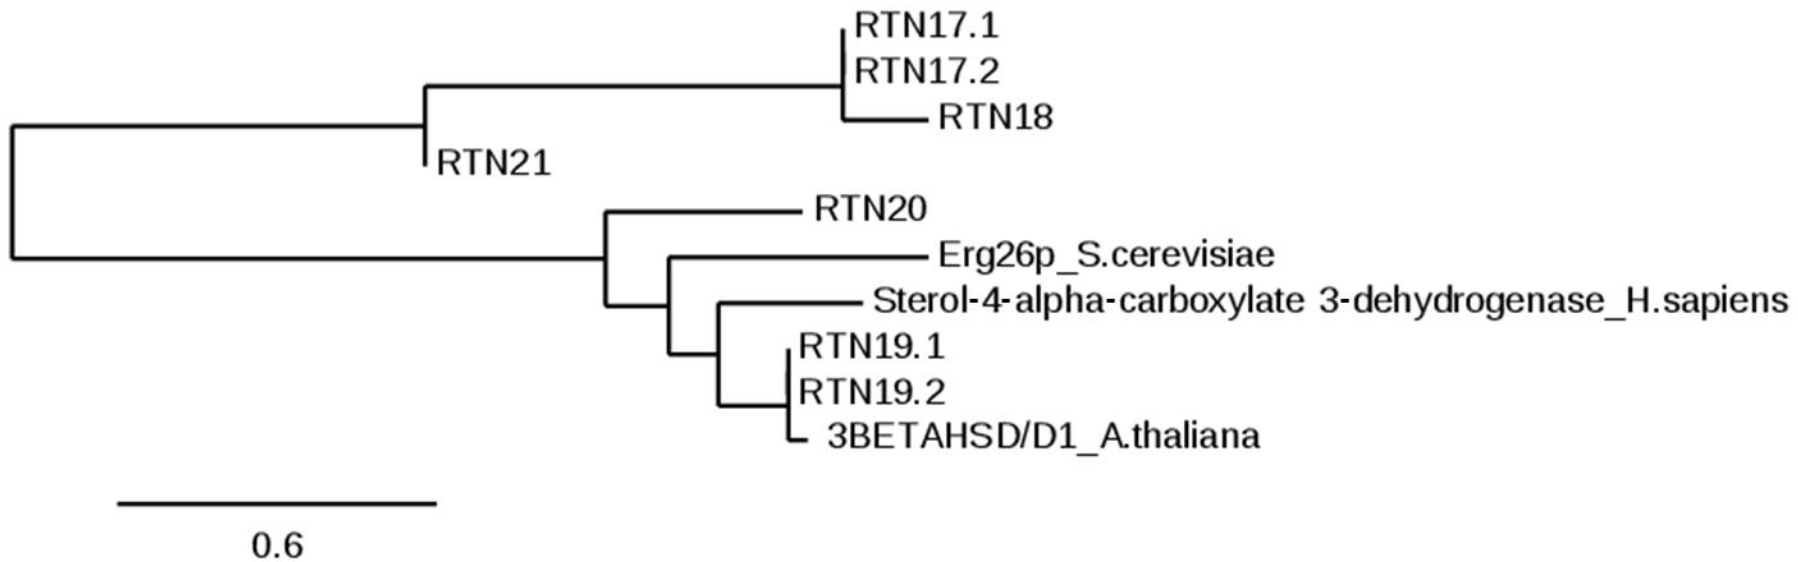 RTN17.1
RTN17.2
RTN18
RTN21
RTN20
Erg26p_S.cerevisiae
Sterol-4-alpha-carboxylate 3-dehydrogenase_H.sapiens
RTN19.1
RTN19.2
3BETAHSD/D1_A.thaliana
0.6